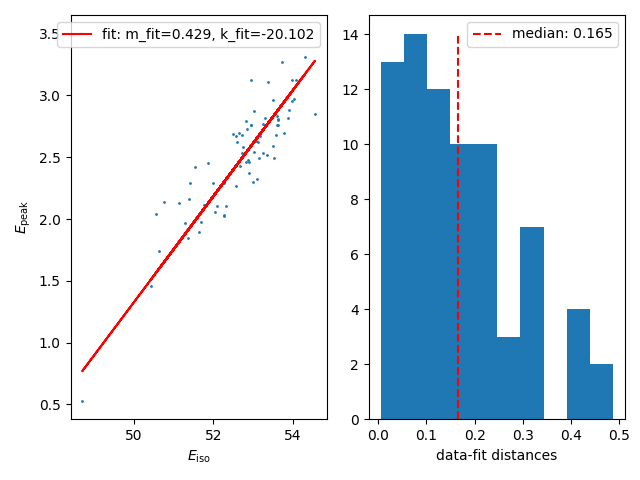 3.5
3.0
2.5
2.0
1.5
1.0
0.5
E_peak
fit: m_fit=0.429, k_fit=-20.102
50 52 54
E_iso
14
12
10
8
6
4
2
0
median: 0.165
0.0 0.1 0.2 0.3 0.4 0.5
data-fit distances